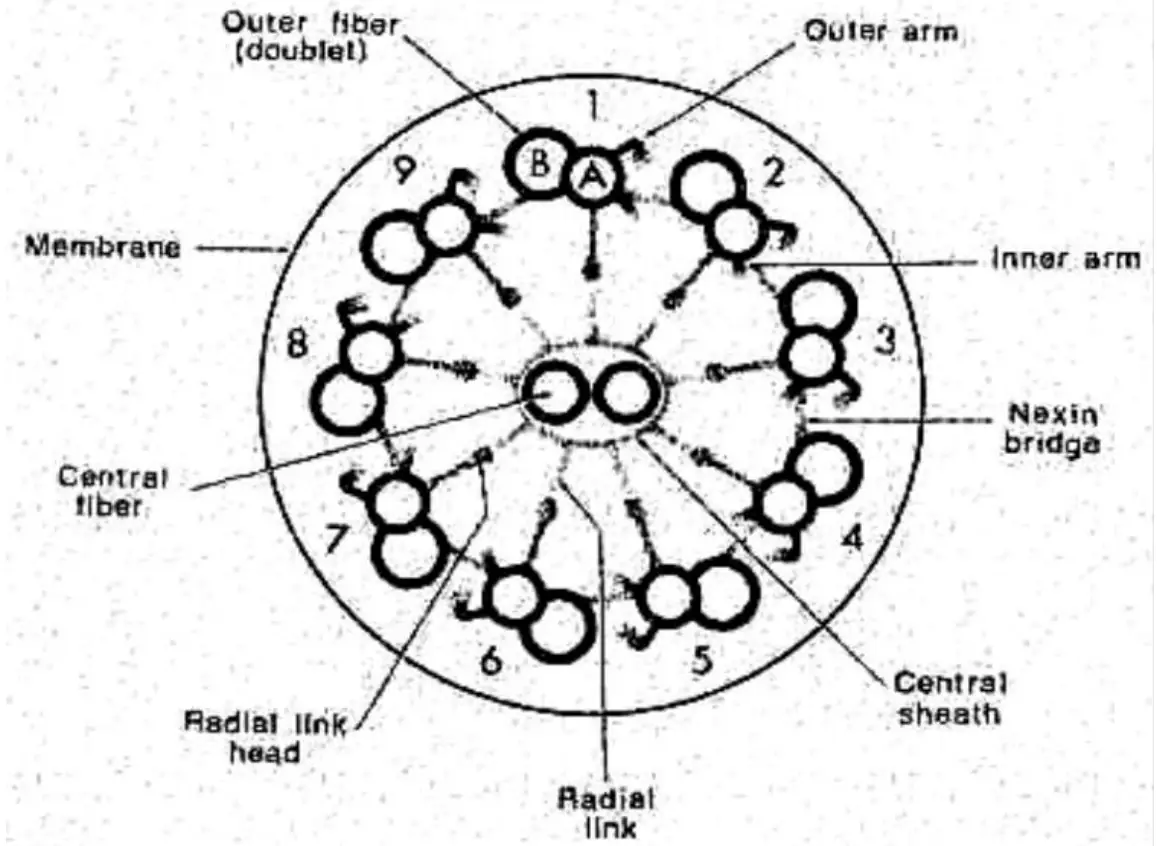 Outer fiber
(doublet)
Outer arm
1
B
A
2
9
Membrane
Inner arm
8
3
Nexin
bridge
Central
fiber
7
4
6
5
Central
sheath
Radial link
head
Radial
link